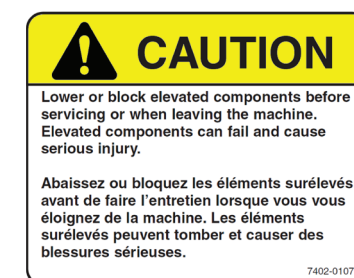 CAUTION
Lower or block elevated components before
servicing or when leaving the machine.
Elevated components can fail and cause
serious injury.
Abaissez ou bloquez les éléments surélevés
avant de faire l'entretien lorsque vous vous
éloignez de la machine. Les éléments
surélevés peuvent tomber et causer des
blessures sérieuses.
7402-0107